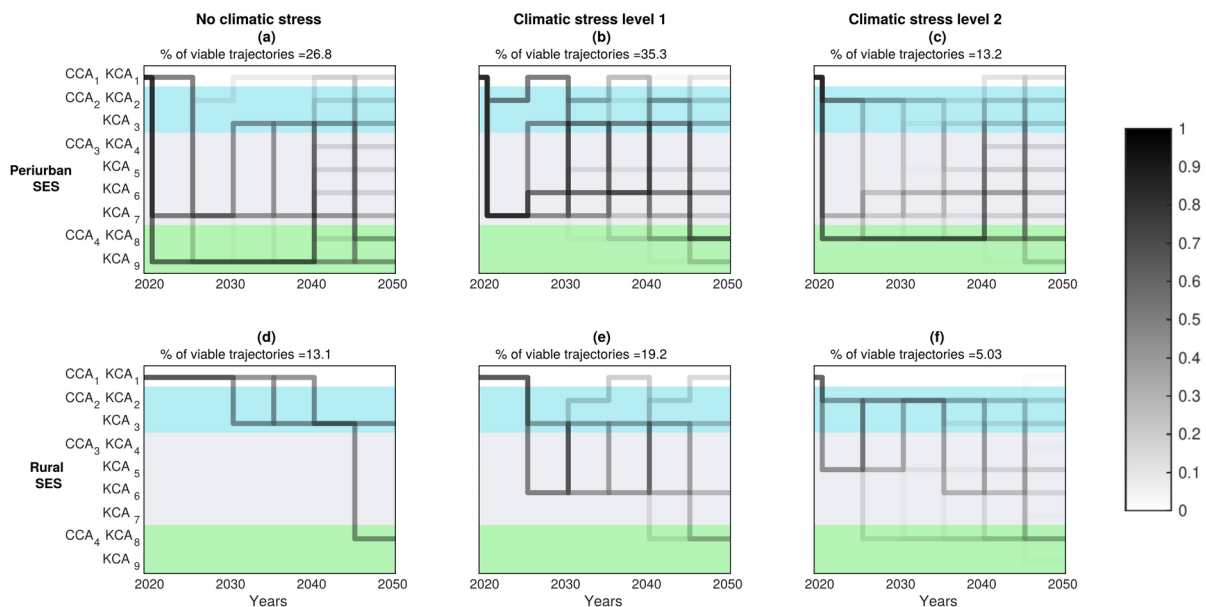 No climatic stress
Climatic stress level 1
Climatic stress level 2
(a)
(b)
(c)
% of viable trajectories =26.8
% of viable trajectories =35.3
% of viable trajectories =13.2
CCA1 KCA1
CCA2 KCA2
KCA3
CCA3 KCA4
KCA5
KCA6
KCA7
CCA4 KCA8
KCA9
Periurban
SES
2020 2030 2040 2050
2020 2030 2040 2050
2020 2030 2040 2050
(d)
(e)
(f)
% of viable trajectories =13.1
% of viable trajectories =19.2
% of viable trajectories =5.03
CCA1 KCA1
CCA2 KCA2
KCA3
CCA3 KCA4
KCA5
KCA6
KCA7
CCA4 KCA8
KCA9
Rural
SES
2020 2030 2040 2050
2020 2030 2040 2050
2020 2030 2040 2050
Years
Years
Years
1
0.9
0.8
0.7
0.6
0.5
0.4
0.3
0.2
0.1
0